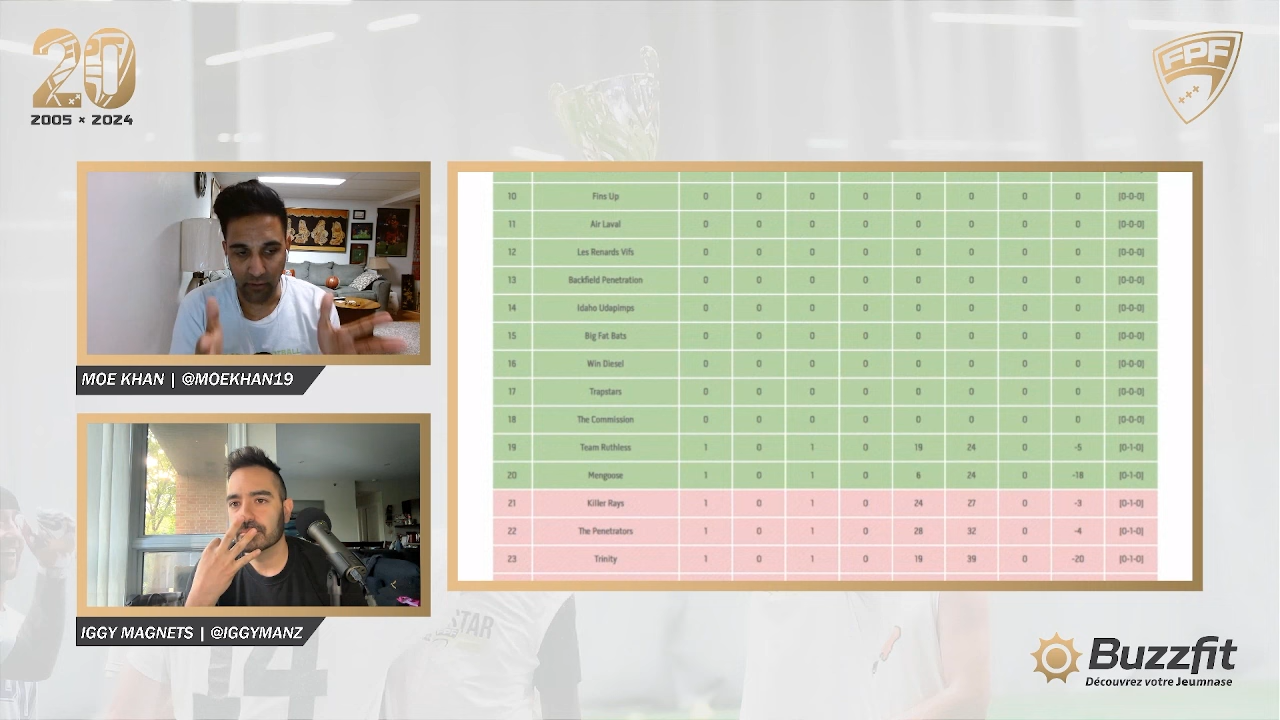 20
2005 × 2024
FPF
MOE KHAN | @MOEKHAN19
IGGY MAGNETS | @IGGYMANZ
10 Fins Up 0 0 0 0 0 0 0 0 [0-0-0]
11 Air Laval 0 0 0 0 0 0 0 0 [0-0-0]
12 Les Renards Vifs 0 0 0 0 0 0 0 0 [0-0-0]
13 Backfield Penetration 0 0 0 0 0 0 0 0 [0-0-0]
14 Idaho Udapimps 0 0 0 0 0 0 0 0 [0-0-0]
15 Big Fat Bats 0 0 0 0 0 0 0 0 [0-0-0]
16 Win Diesel 0 0 0 0 0 0 0 0 [0-0-0]
17 Trapstars 0 0 0 0 0 0 0 0 [0-0-0]
18 The Commission 0 0 0 0 0 0 0 0 [0-0-0]
19 Team Ruthless 1 0 1 0 19 24 0 -5 [0-1-0]
20 Mengoose 1 0 1 0 6 24 0 -18 [0-1-0]
21 Killer Rays 1 0 1 0 24 27 0 -3 [0-1-0]
22 The Penetrators 1 0 1 0 28 32 0 -4 [0-1-0]
23 Trinity 1 0 1 0 19 39 0 -20 [0-1-0]
STAR
14
Buzzfit
Découvrez votre Jeumnase